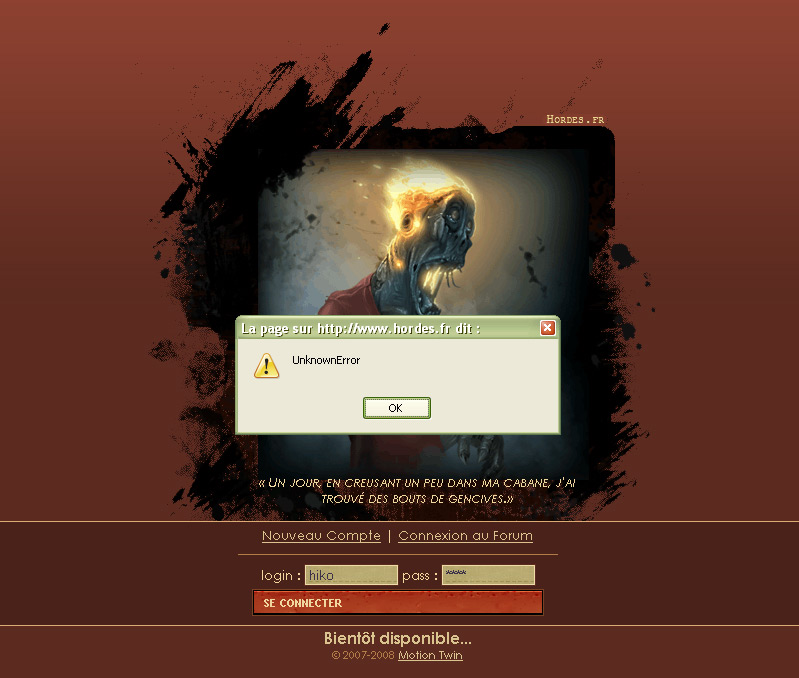 Hordes.fr
La page sur http://www.hordes.fr dit :
UnknownError
OK
« Un jour, en creusant un peu dans ma cabane, j'ai
trouvé des bouts de gencives.»
Nouveau Compte | Connexion au Forum
login : hiko pass : ****
SE CONNECTER
Bientôt disponible...
© 2007-2008 Motion Twin